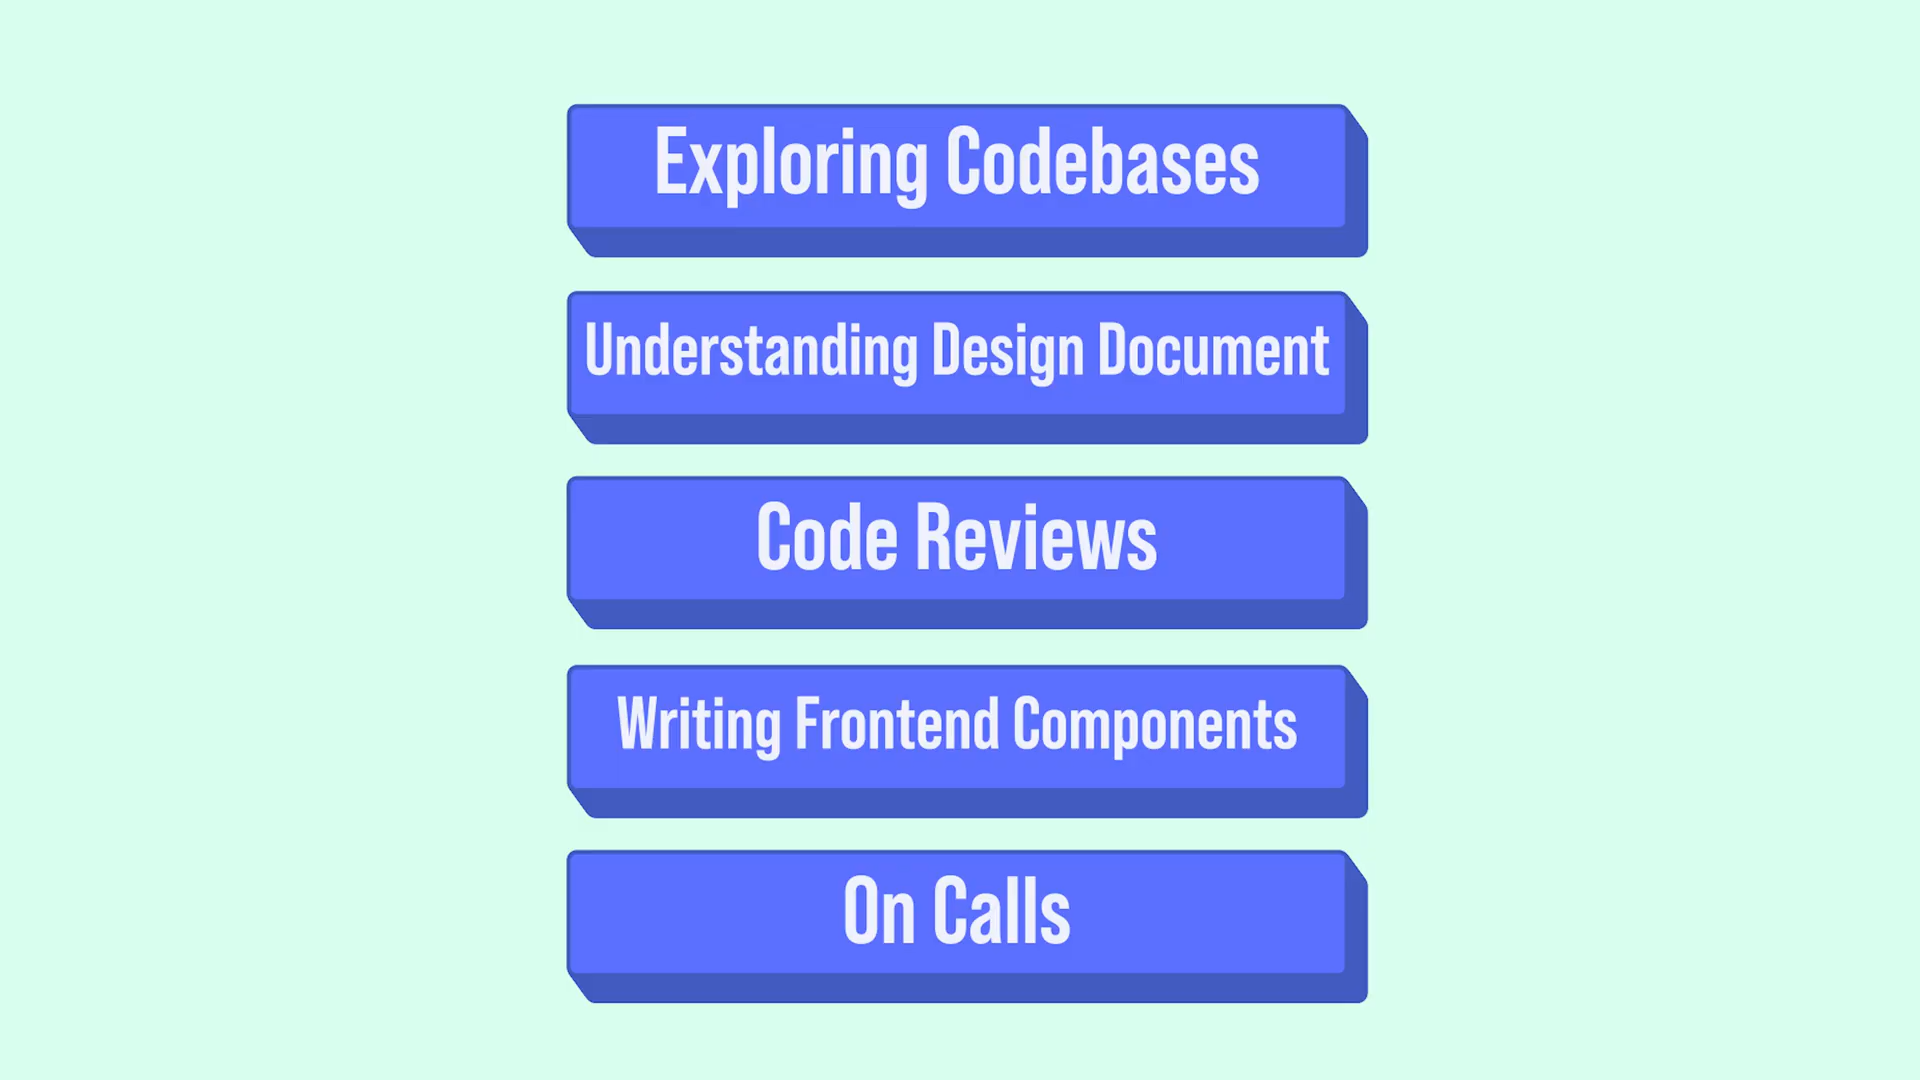 Exploring Codebases
Understanding Design Document
Code Reviews
Writing Frontend Components
On Calls